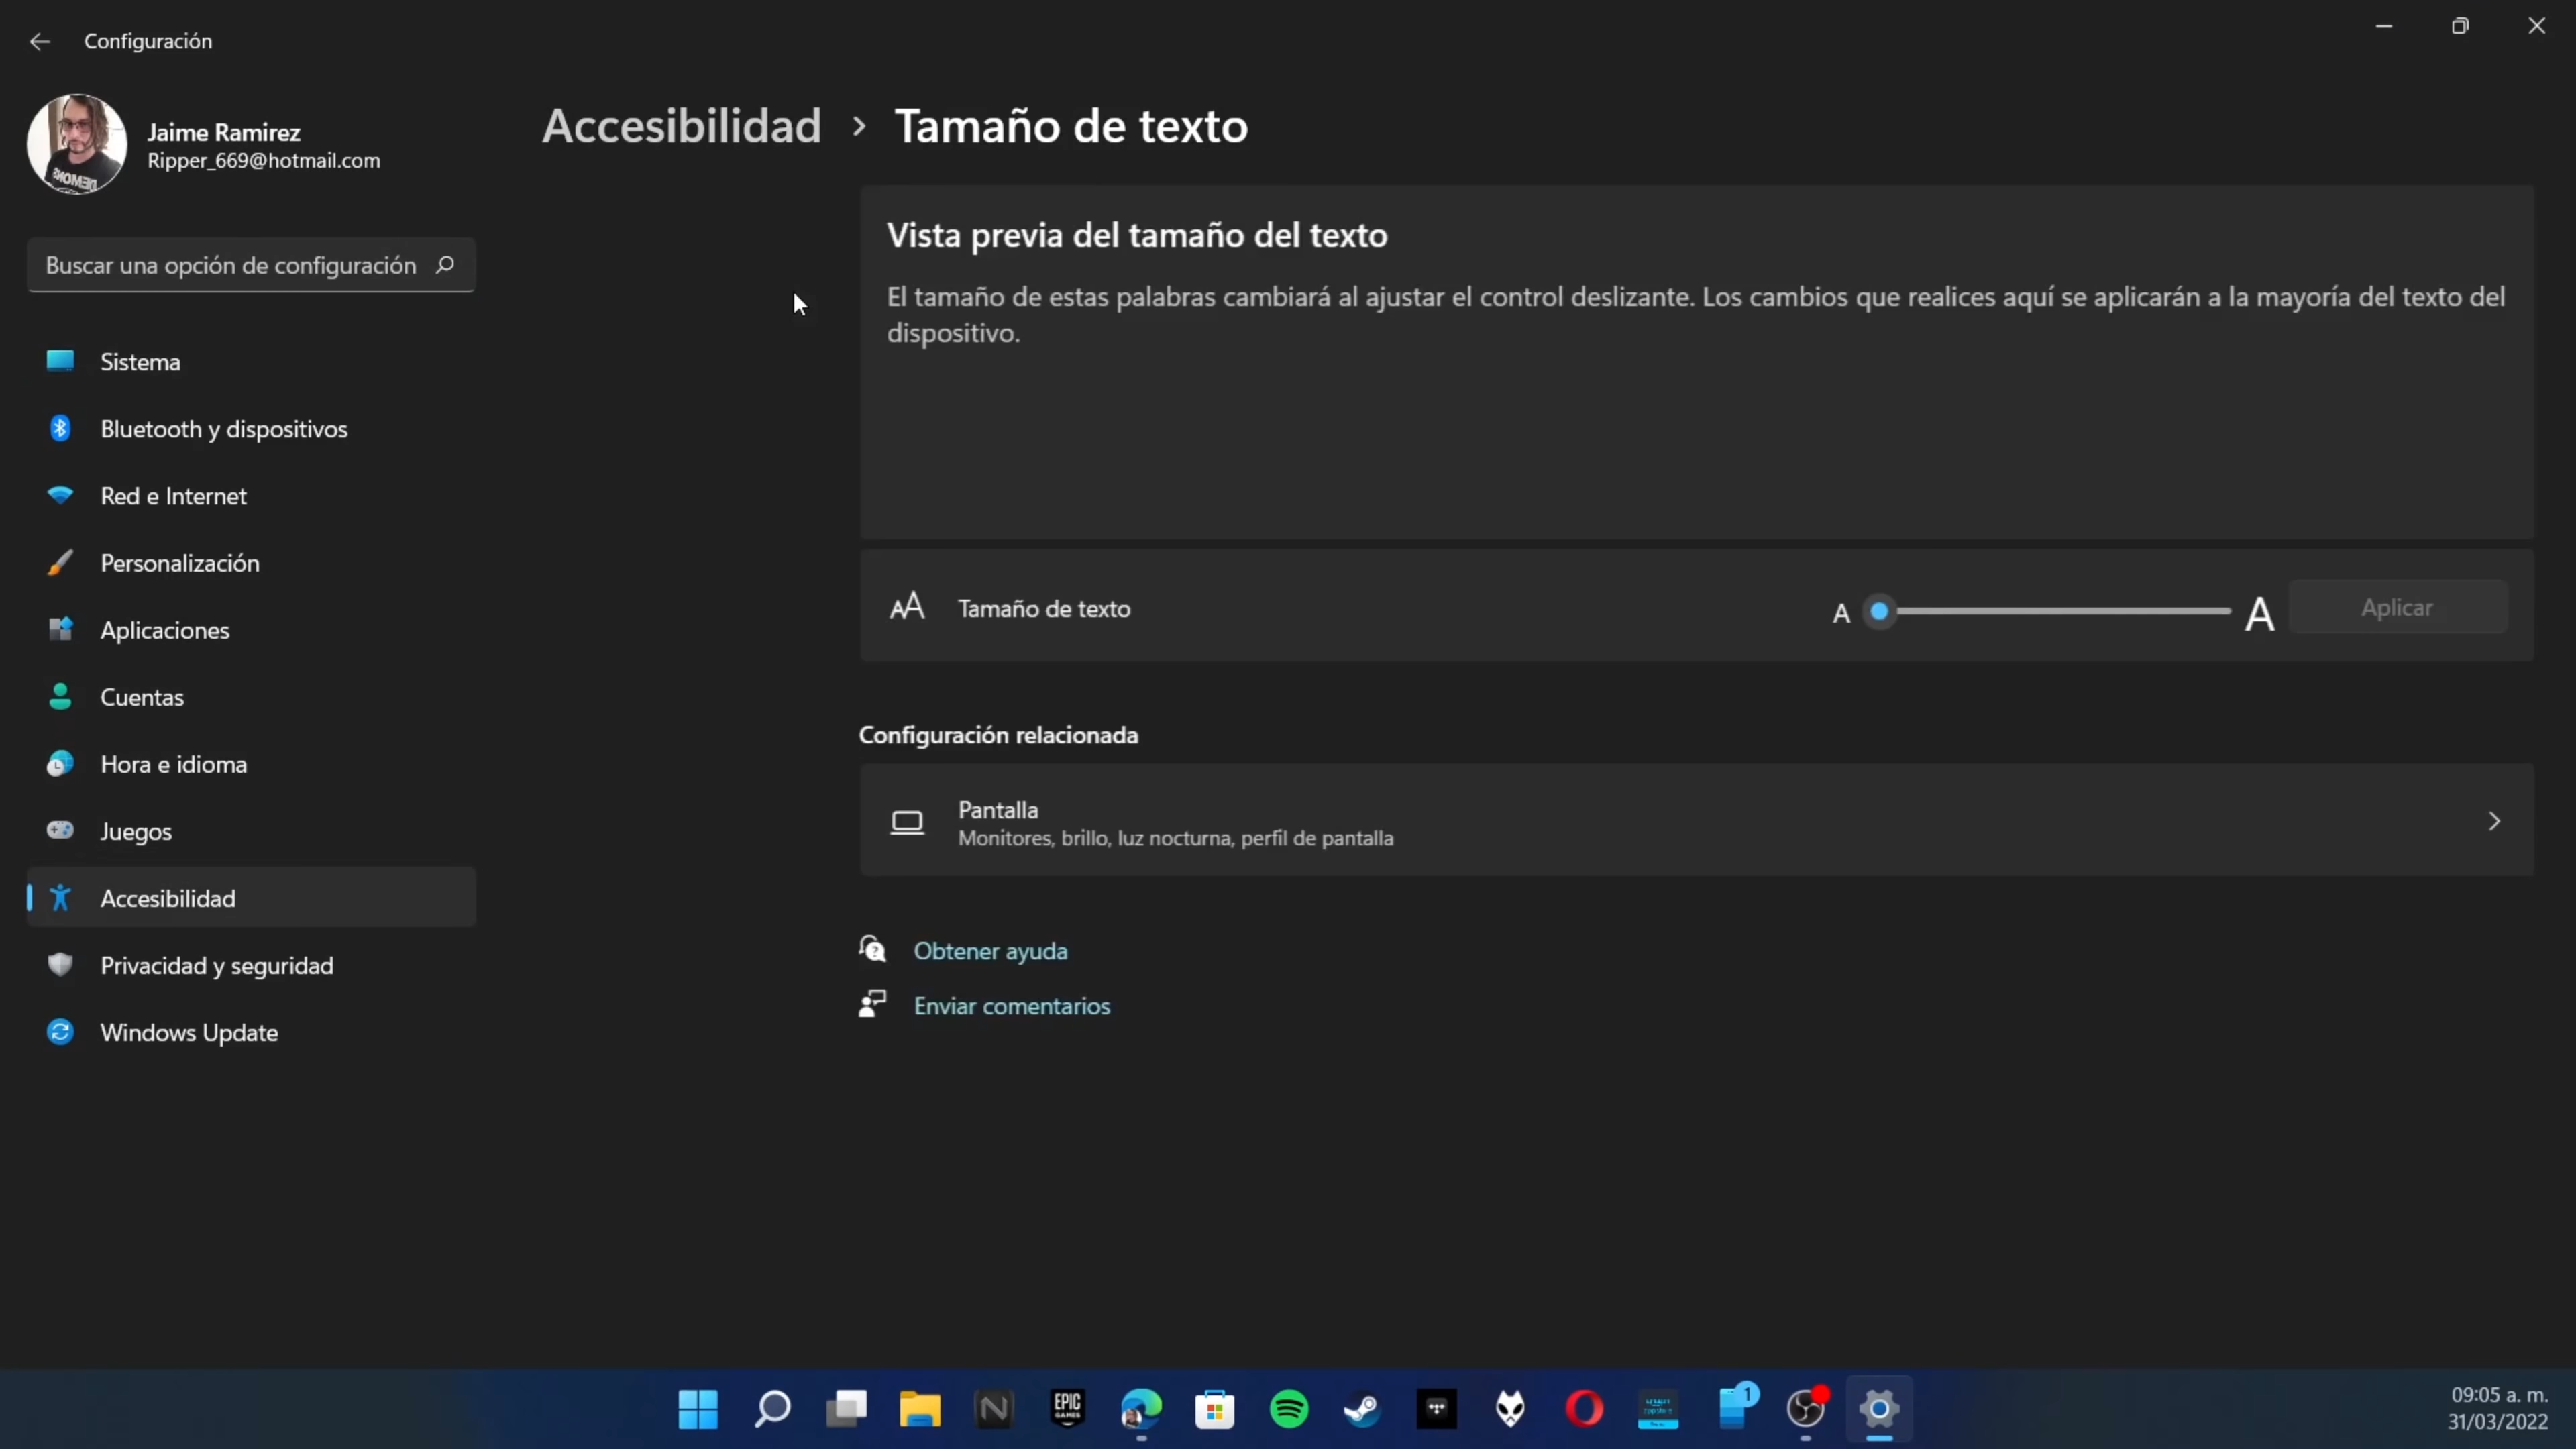 Configuración
Jaime Ramirez
Ripper_669@hotmail.com
Buscar una opción de configuración
Sistema
Bluetooth y dispositivos
Red e Internet
Personalización
Aplicaciones
Cuentas
Hora e idioma
Juegos
Accesibilidad
Privacidad y seguridad
Windows Update
Accesibilidad › Tamaño de texto
Vista previa del tamaño del texto
El tamaño de estas palabras cambiará al ajustar el control deslizante. Los cambios que realices aquí se aplicarán a la mayoría del texto del
dispositivo.
Tamaño de texto
A A Aplicar
Configuración relacionada
Pantalla
Monitores, brillo, luz nocturna, perfil de pantalla
Obtener ayuda
Enviar comentarios
EPIC
GAMES
1
09:05 a. m.
31/03/2022